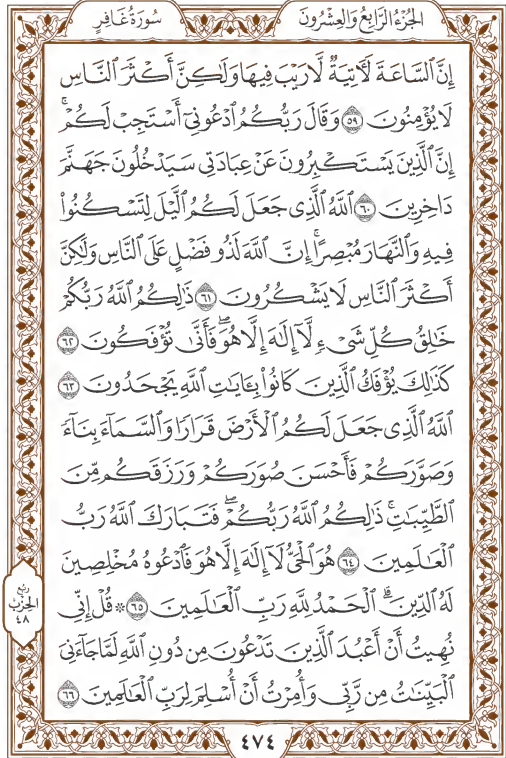 الجزء الرابع والعشرون
سورة غافر
إِنَّ ٱلسَّاعَةَ لَأٓتِيَةٌ لَّا رَيْبَ فِيهَا وَلَٰكِنَّ أَكْثَرَ ٱلنَّاسِ
لَا يُؤْمِنُونَ ٥٩ وَقَالَ رَبُّكُمُ ٱدْعُونِيٓ أَسْتَجِبْ لَكُمْۚ
إِنَّ ٱلَّذِينَ يَسْتَكْبِرُونَ عَنْ عِبَادَتِي سَيَدْخُلُونَ جَهَنَّمَ
دَاخِرِينَ ٦٠ ٱللَّهُ ٱلَّذِي جَعَلَ لَكُمُ ٱلَّيْلَ لِتَسْكُنُوا۟
فِيهِ وَٱلنَّهَارَ مُبْصِرًاۚ إِنَّ ٱللَّهَ لَذُو فَضْلٍ عَلَى ٱلنَّاسِ وَلَٰكِنَّ
أَكْثَرَ ٱلنَّاسِ لَا يَشْكُرُونَ ٦١ ذَٰلِكُمُ ٱللَّهُ رَبُّكُمْ
خَٰلِقُ كُلِّ شَيْءٍ لَّآ إِلَٰهَ إِلَّا هُوَۖ فَأَنَّىٰ تُؤْفَكُونَ ٦٢
كَذَٰلِكَ يُؤْفَكُ ٱلَّذِينَ كَانُوا۟ بِـَٔايَٰتِ ٱللَّهِ يَجْحَدُونَ ٦٣
ٱللَّهُ ٱلَّذِي جَعَلَ لَكُمُ ٱلْأَرْضَ قَرَارًا وَٱلسَّمَآءَ بِنَآءً
وَصَوَّرَكُمْ فَأَحْسَنَ صُوَرَكُمْ وَرَزَقَكُم مِّنَ
ٱلطَّيِّبَٰتِۚ ذَٰلِكُمُ ٱللَّهُ رَبُّكُمْۖ فَتَبَارَكَ ٱللَّهُ رَبُّ
ٱلْعَٰلَمِينَ ٦٤ هُوَ ٱلْحَيُّ لَآ إِلَٰهَ إِلَّا هُوَ فَٱدْعُوهُ مُخْلِصِينَ
لَهُ ٱلدِّينَۗ ٱلْحَمْدُ لِلَّهِ رَبِّ ٱلْعَٰلَمِينَ ٦٥ ۞ قُلْ إِنِّي
نُهِيتُ أَنْ أَعْبُدَ ٱلَّذِينَ تَدْعُونَ مِن دُونِ ٱللَّهِ لَمَّا جَآءَنِيَ
ٱلْبَيِّنَٰتُ مِن رَّبِّي وَأُمِرْتُ أَنْ أُسْلِمَ لِرَبِّ ٱلْعَٰلَمِينَ ٦٦
ربع
الحزب
٤٨
٤٧٤